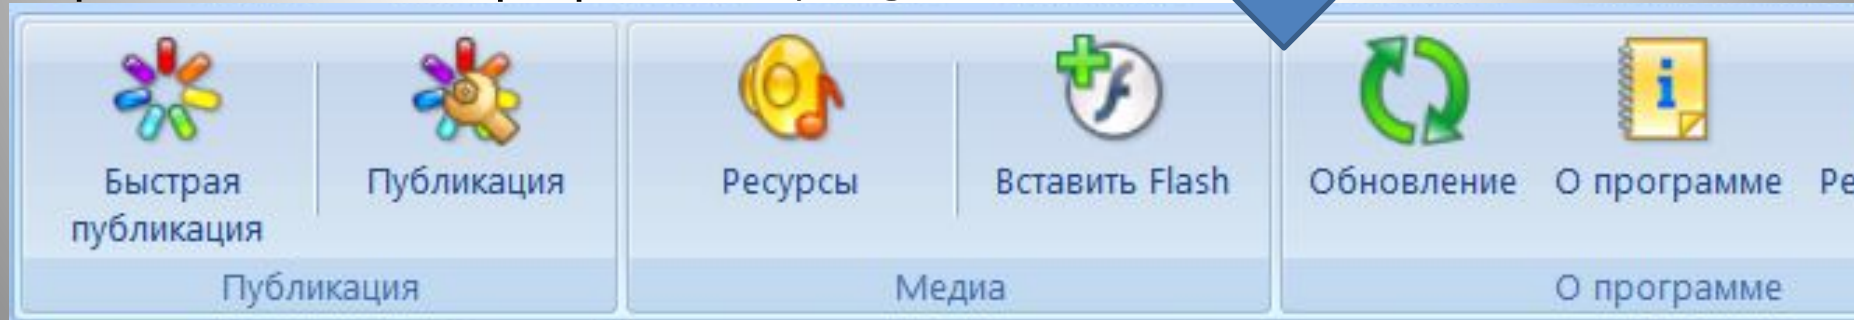 Быстрая
публикация
Публикация
Ресурсы
Вставить Flash
Обновление
О программе
Публикация
Медиа
О программе